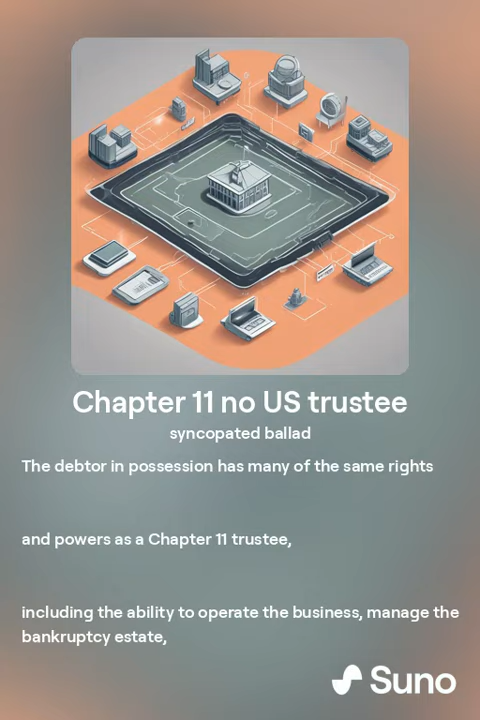 Chapter 11 no US trustee
syncopated ballad
The debtor in possession has many of the same rights
and powers as a Chapter 11 trustee,
including the ability to operate the business, manage the
bankruptcy estate,
Suno